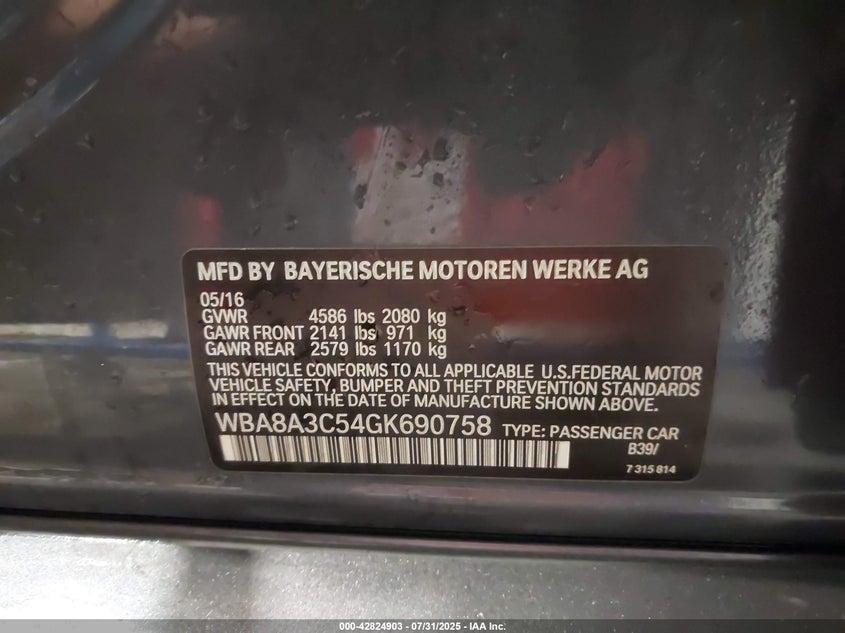 MFD BY BAYERISCHE MOTOREN WERKE AG
05/16
GVWR 4586 lbs 2080 kg
GAWR FRONT 2141 lbs 971 kg
GAWR REAR 2579 lbs 1170 kg
THIS VEHICLE CONFORMS TO ALL APPLICABLE U.S.FEDERAL MOTOR
VEHICLE SAFETY, BUMPER AND THEFT PREVENTION STANDARDS
IN EFFECT ON THE DATE OF MANUFACTURE SHOWN ABOVE.
WBA8A3C54GK690758 TYPE: PASSENGER CAR
B39/
7 315 814
000-42824903 / 07/31/2025 - IAA Inc.